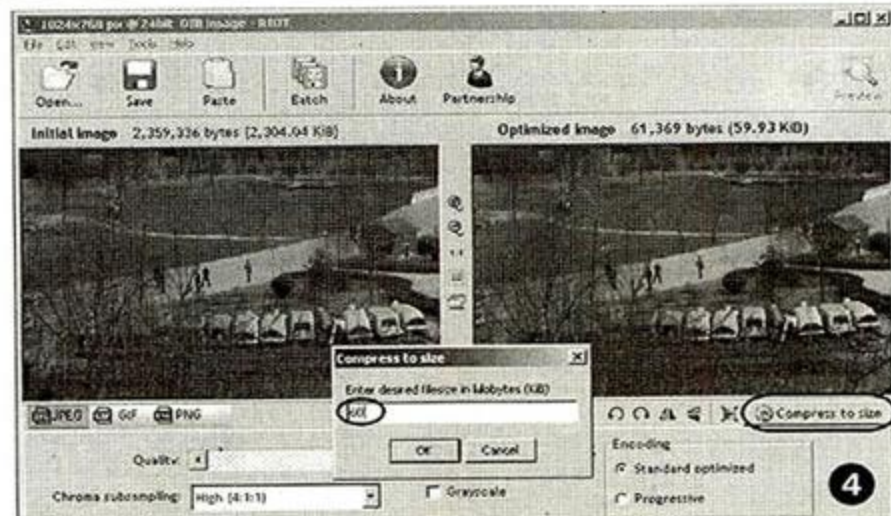 1024x768 px @ 24bit DIB image - RIOT
File Edit View Tools Help
Open... Save Paste Batch About Partnership Preview
Initial image 2,359,336 bytes (2,304.04 KiB)
Optimized image 61,369 bytes (59.93 KiB)
1:1
Compress to size
Enter desired filesize in kilobytes (KiB)
60
OK Cancel
JPEG GIF PNG
Compress to size
Quality:
Chroma subsampling: High (4:1:1)
Grayscale
Encoding
Standard optimized
Progressive
4